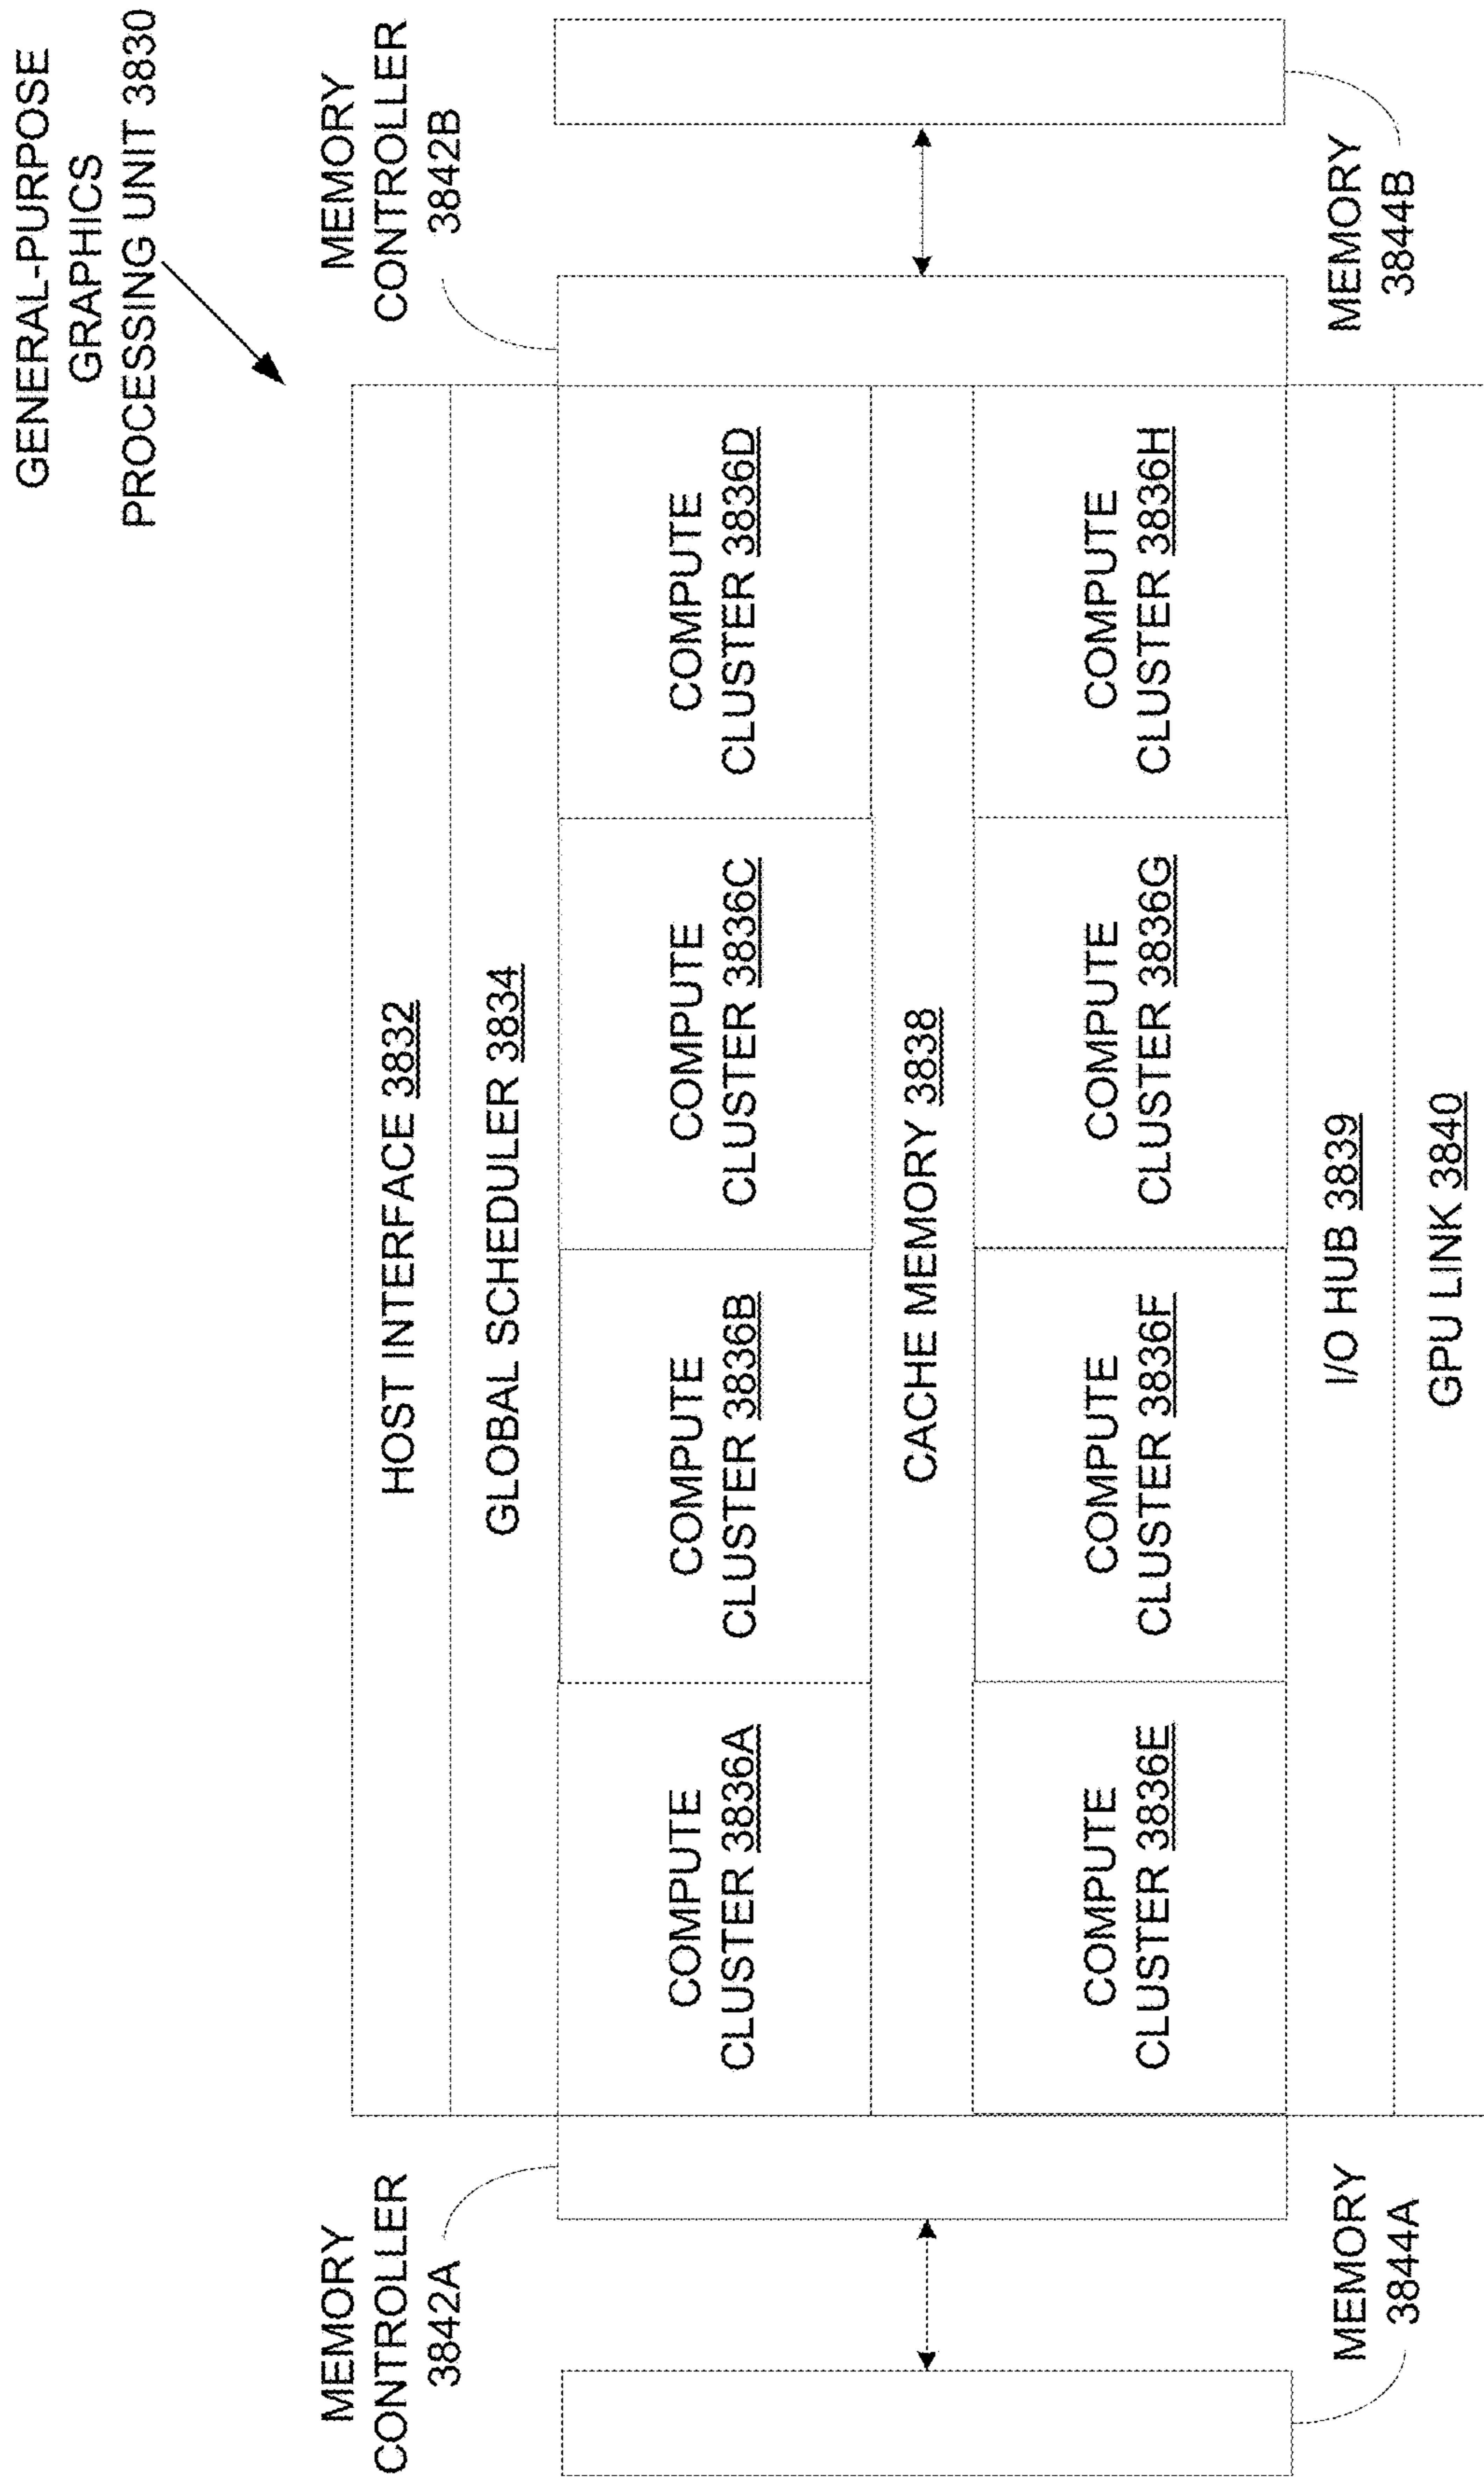 GENERAL-PURPOSE
GRAPHICS
PROCESSING UNIT 3830
MEMORY
CONTROLLER
3842A
MEMORY
CONTROLLER
3842B
HOST INTERFACE 3832
GLOBAL SCHEDULER 3834
COMPUTE
CLUSTER 3836A
COMPUTE
CLUSTER 3836B
COMPUTE
CLUSTER 3836C
COMPUTE
CLUSTER 3836D
CACHE MEMORY 3838
COMPUTE
CLUSTER 3836E
COMPUTE
CLUSTER 3836F
COMPUTE
CLUSTER 3836G
COMPUTE
CLUSTER 3836H
I/O HUB 3839
GPU LINK 3840
MEMORY
3844A
MEMORY
3844B